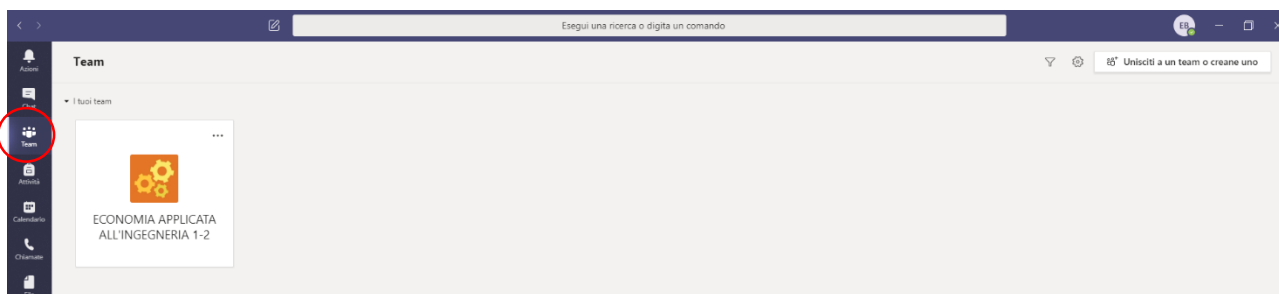 Esegui una ricerca o digita un comando
EB
Azioni
Team
Unisciti a un team o creane uno
Chat
I tuoi team
Team
Attività
Calendario
ECONOMIA APPLICATA
ALL'INGEGNERIA 1-2
Chiamate